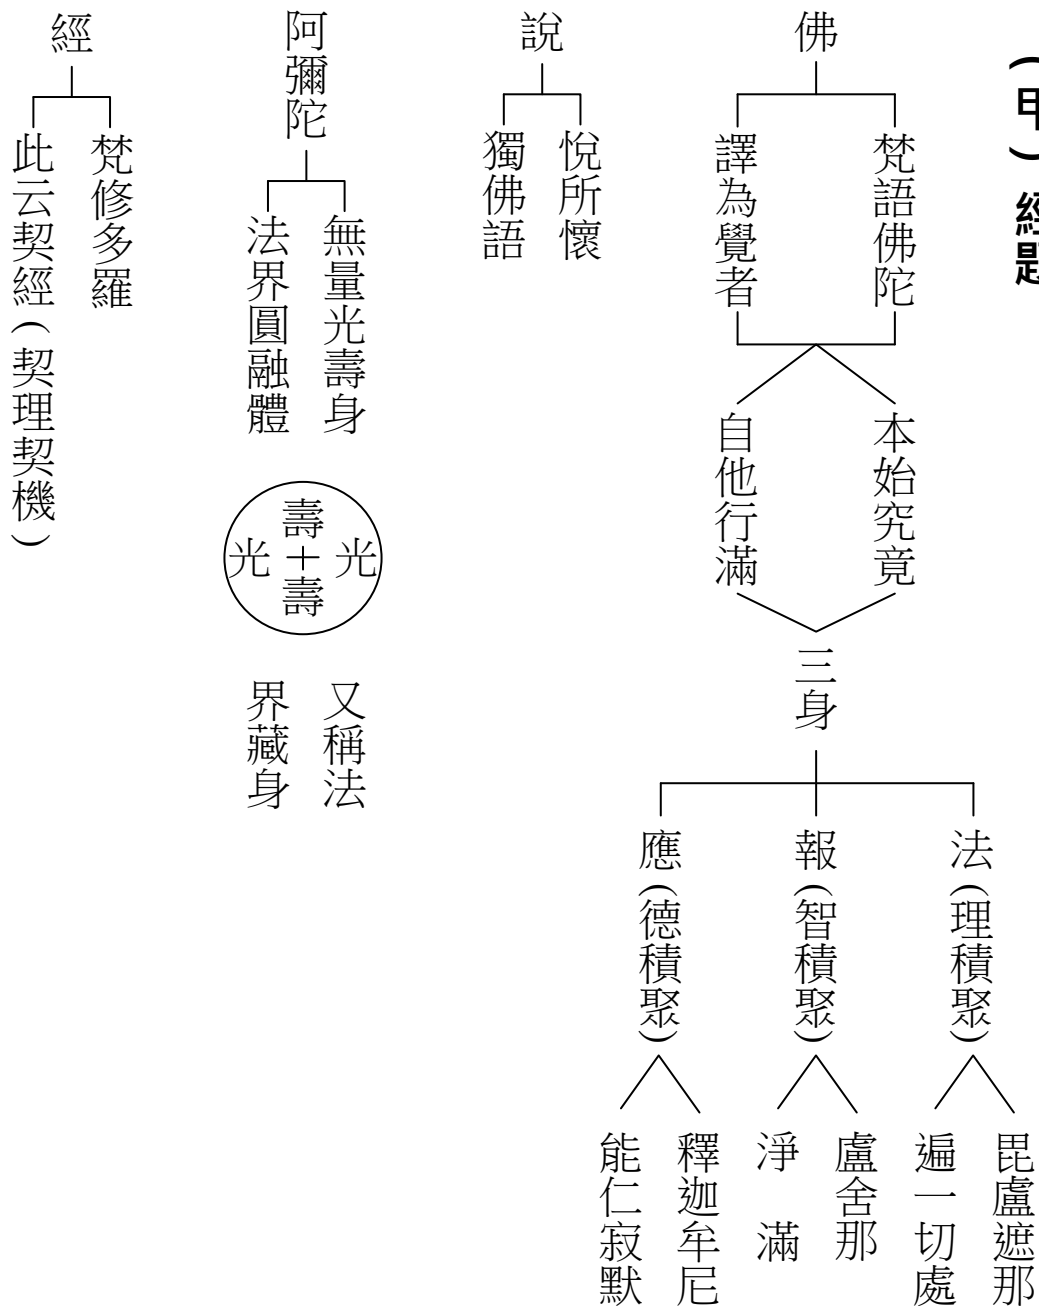 (甲) 經題
佛
梵語佛陀
譯為覺者
本始究竟
自他行滿
三身
法(理積聚)
毘盧遮那
遍一切處
報(智積聚)
盧舍那
淨 滿
應(德積聚)
釋迦牟尼
能仁寂默
說
悅所懷
獨佛語
阿彌陀
無量光壽身
法界圓融體
光
壽+壽
光
又稱法
界藏身
經
梵修多羅
此云契經(契理契機)